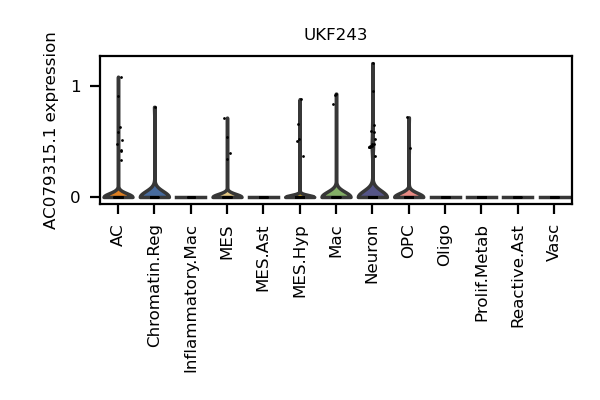 UKF243
AC079315.1 expression
1
0
AC
Chromatin.Reg
Inflammatory.Mac
MES
MES.Ast
MES.Hyp
Mac
Neuron
OPC
Oligo
Prolif.Metab
Reactive.Ast
Vasc